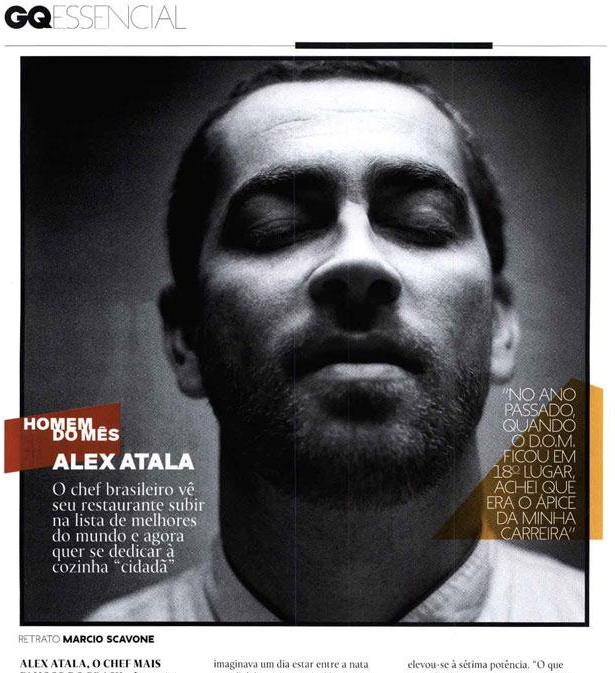 GQ ESSENCIAL
HOMEM
DO MÊS
ALEX ATALA
O chef brasileiro vê
seu restaurante subir
na lista de melhores
do mundo e agora
quer se dedicar à
cozinha “cidadã”
“NO ANO
PASSADO,
QUANDO
O D.O.M.
FICOU EM
18º LUGAR,
ACHEI QUE
ERA O ÁPICE
DA MINHA
CARREIRA”
RETRATO MARCIO SCAVONE
ALEX ATALA, O CHEF MAIS
imaginava um dia estar entre a nata
elevou-se à sétima potência. “O que